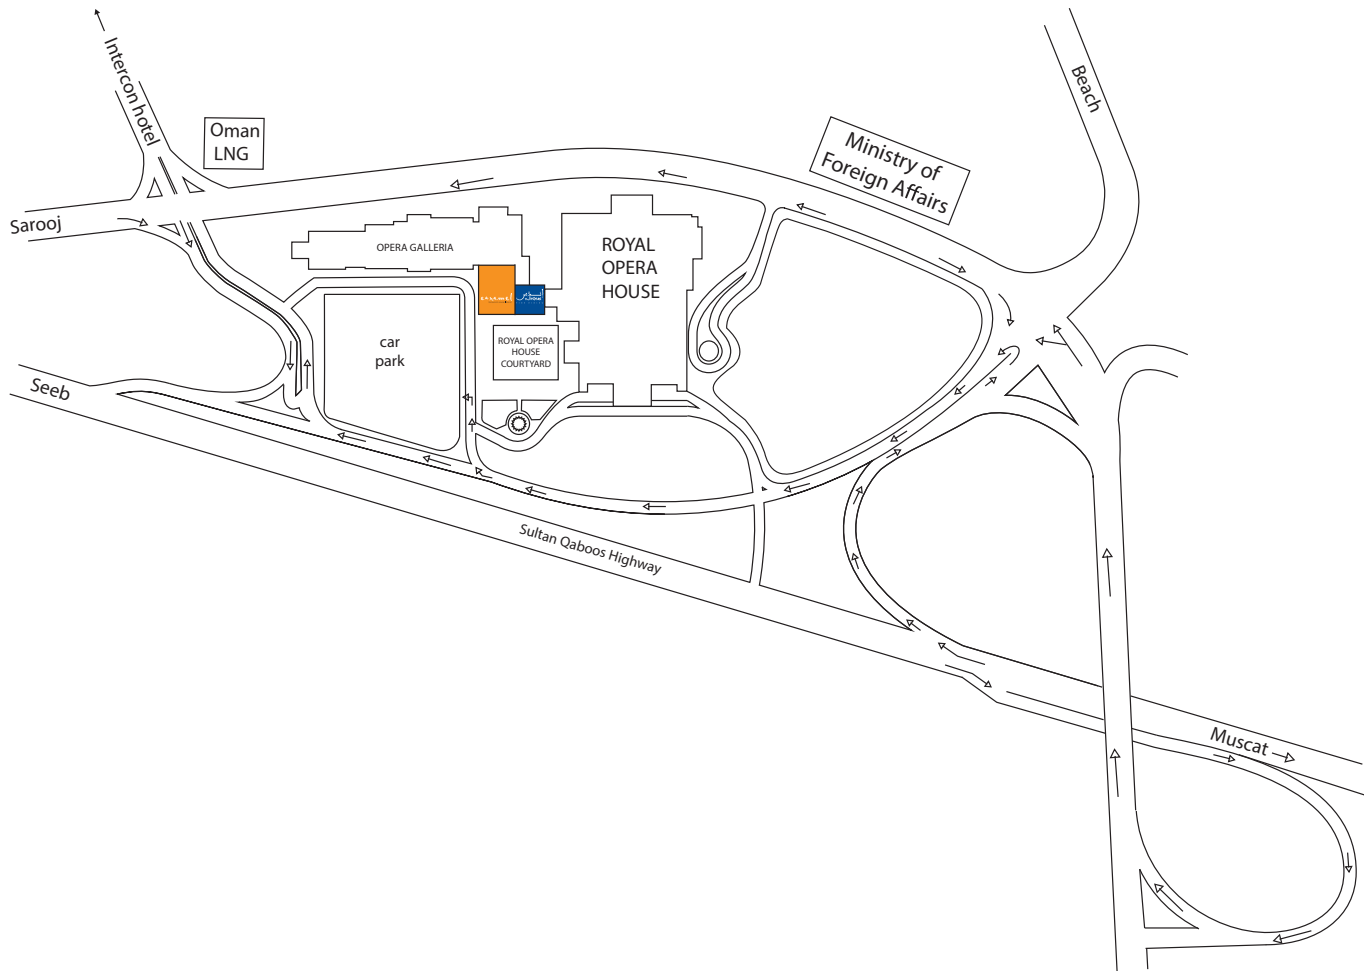 Intercon hotel
Oman
LNG
Beach
Ministry of
Foreign Affairs
Sarooj
OPERA GALLERIA
ROYAL
OPERA
HOUSE
car
park
ROYAL OPERA
HOUSE
COURTYARD
Seeb
Sultan Qaboos Highway
Muscat